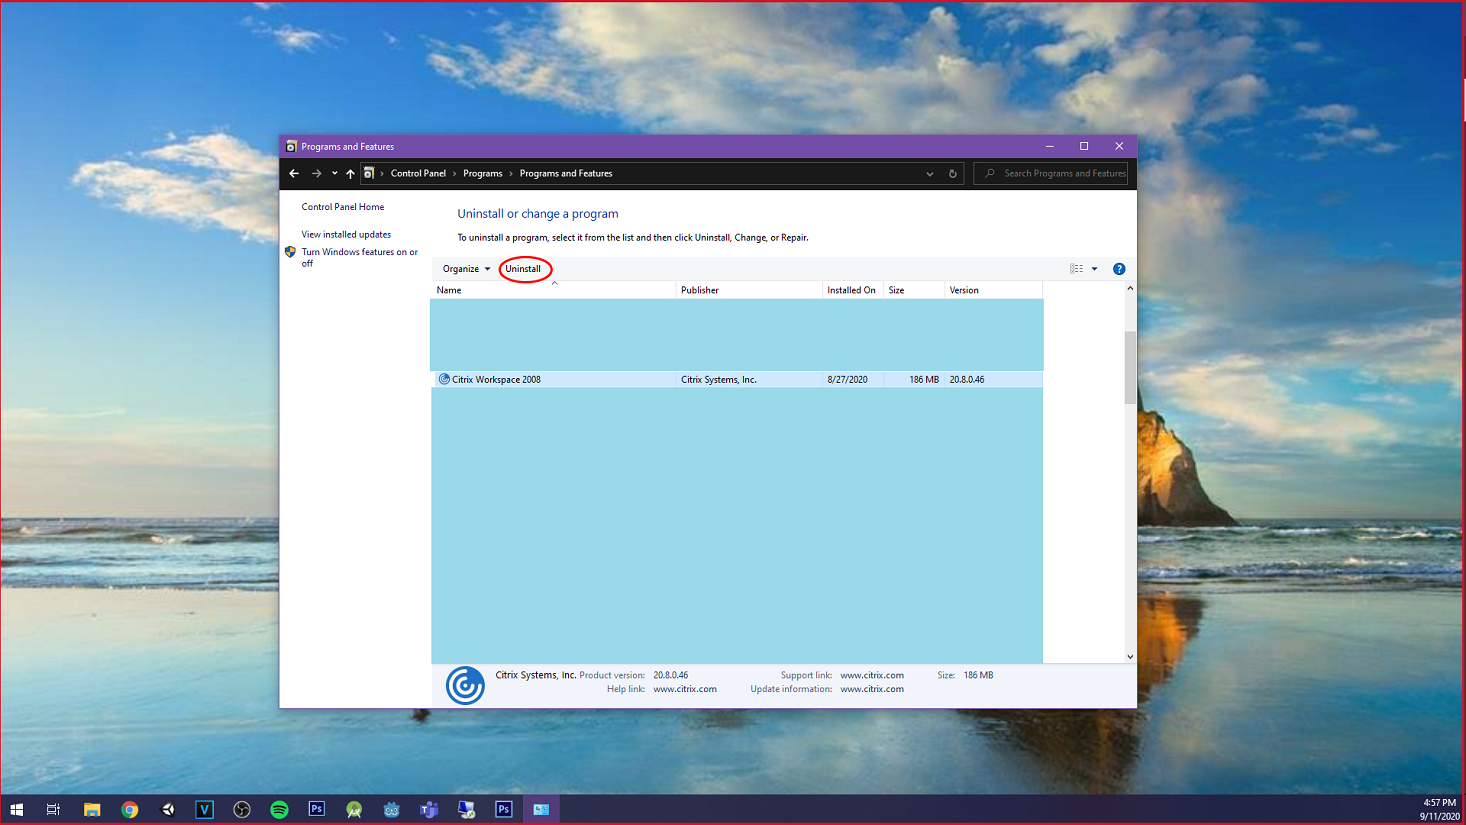 Programs and Features
Control Panel > Programs > Programs and Features
Search Programs and Features
Control Panel Home
View installed updates
Turn Windows features on or
off
Uninstall or change a program
To uninstall a program, select it from the list and then click Uninstall, Change, or Repair.
Organize Uninstall
Name Publisher Installed On Size Version
Citrix Workspace 2008 Citrix Systems, Inc. 8/27/2020 186 MB 20.8.0.46
Citrix Systems, Inc. Product version: 20.8.0.46 Support link: www.citrix.com Size: 186 MB
Help link: www.citrix.com Update information: www.citrix.com
V Ps Ps
4:57 PM
9/11/2020